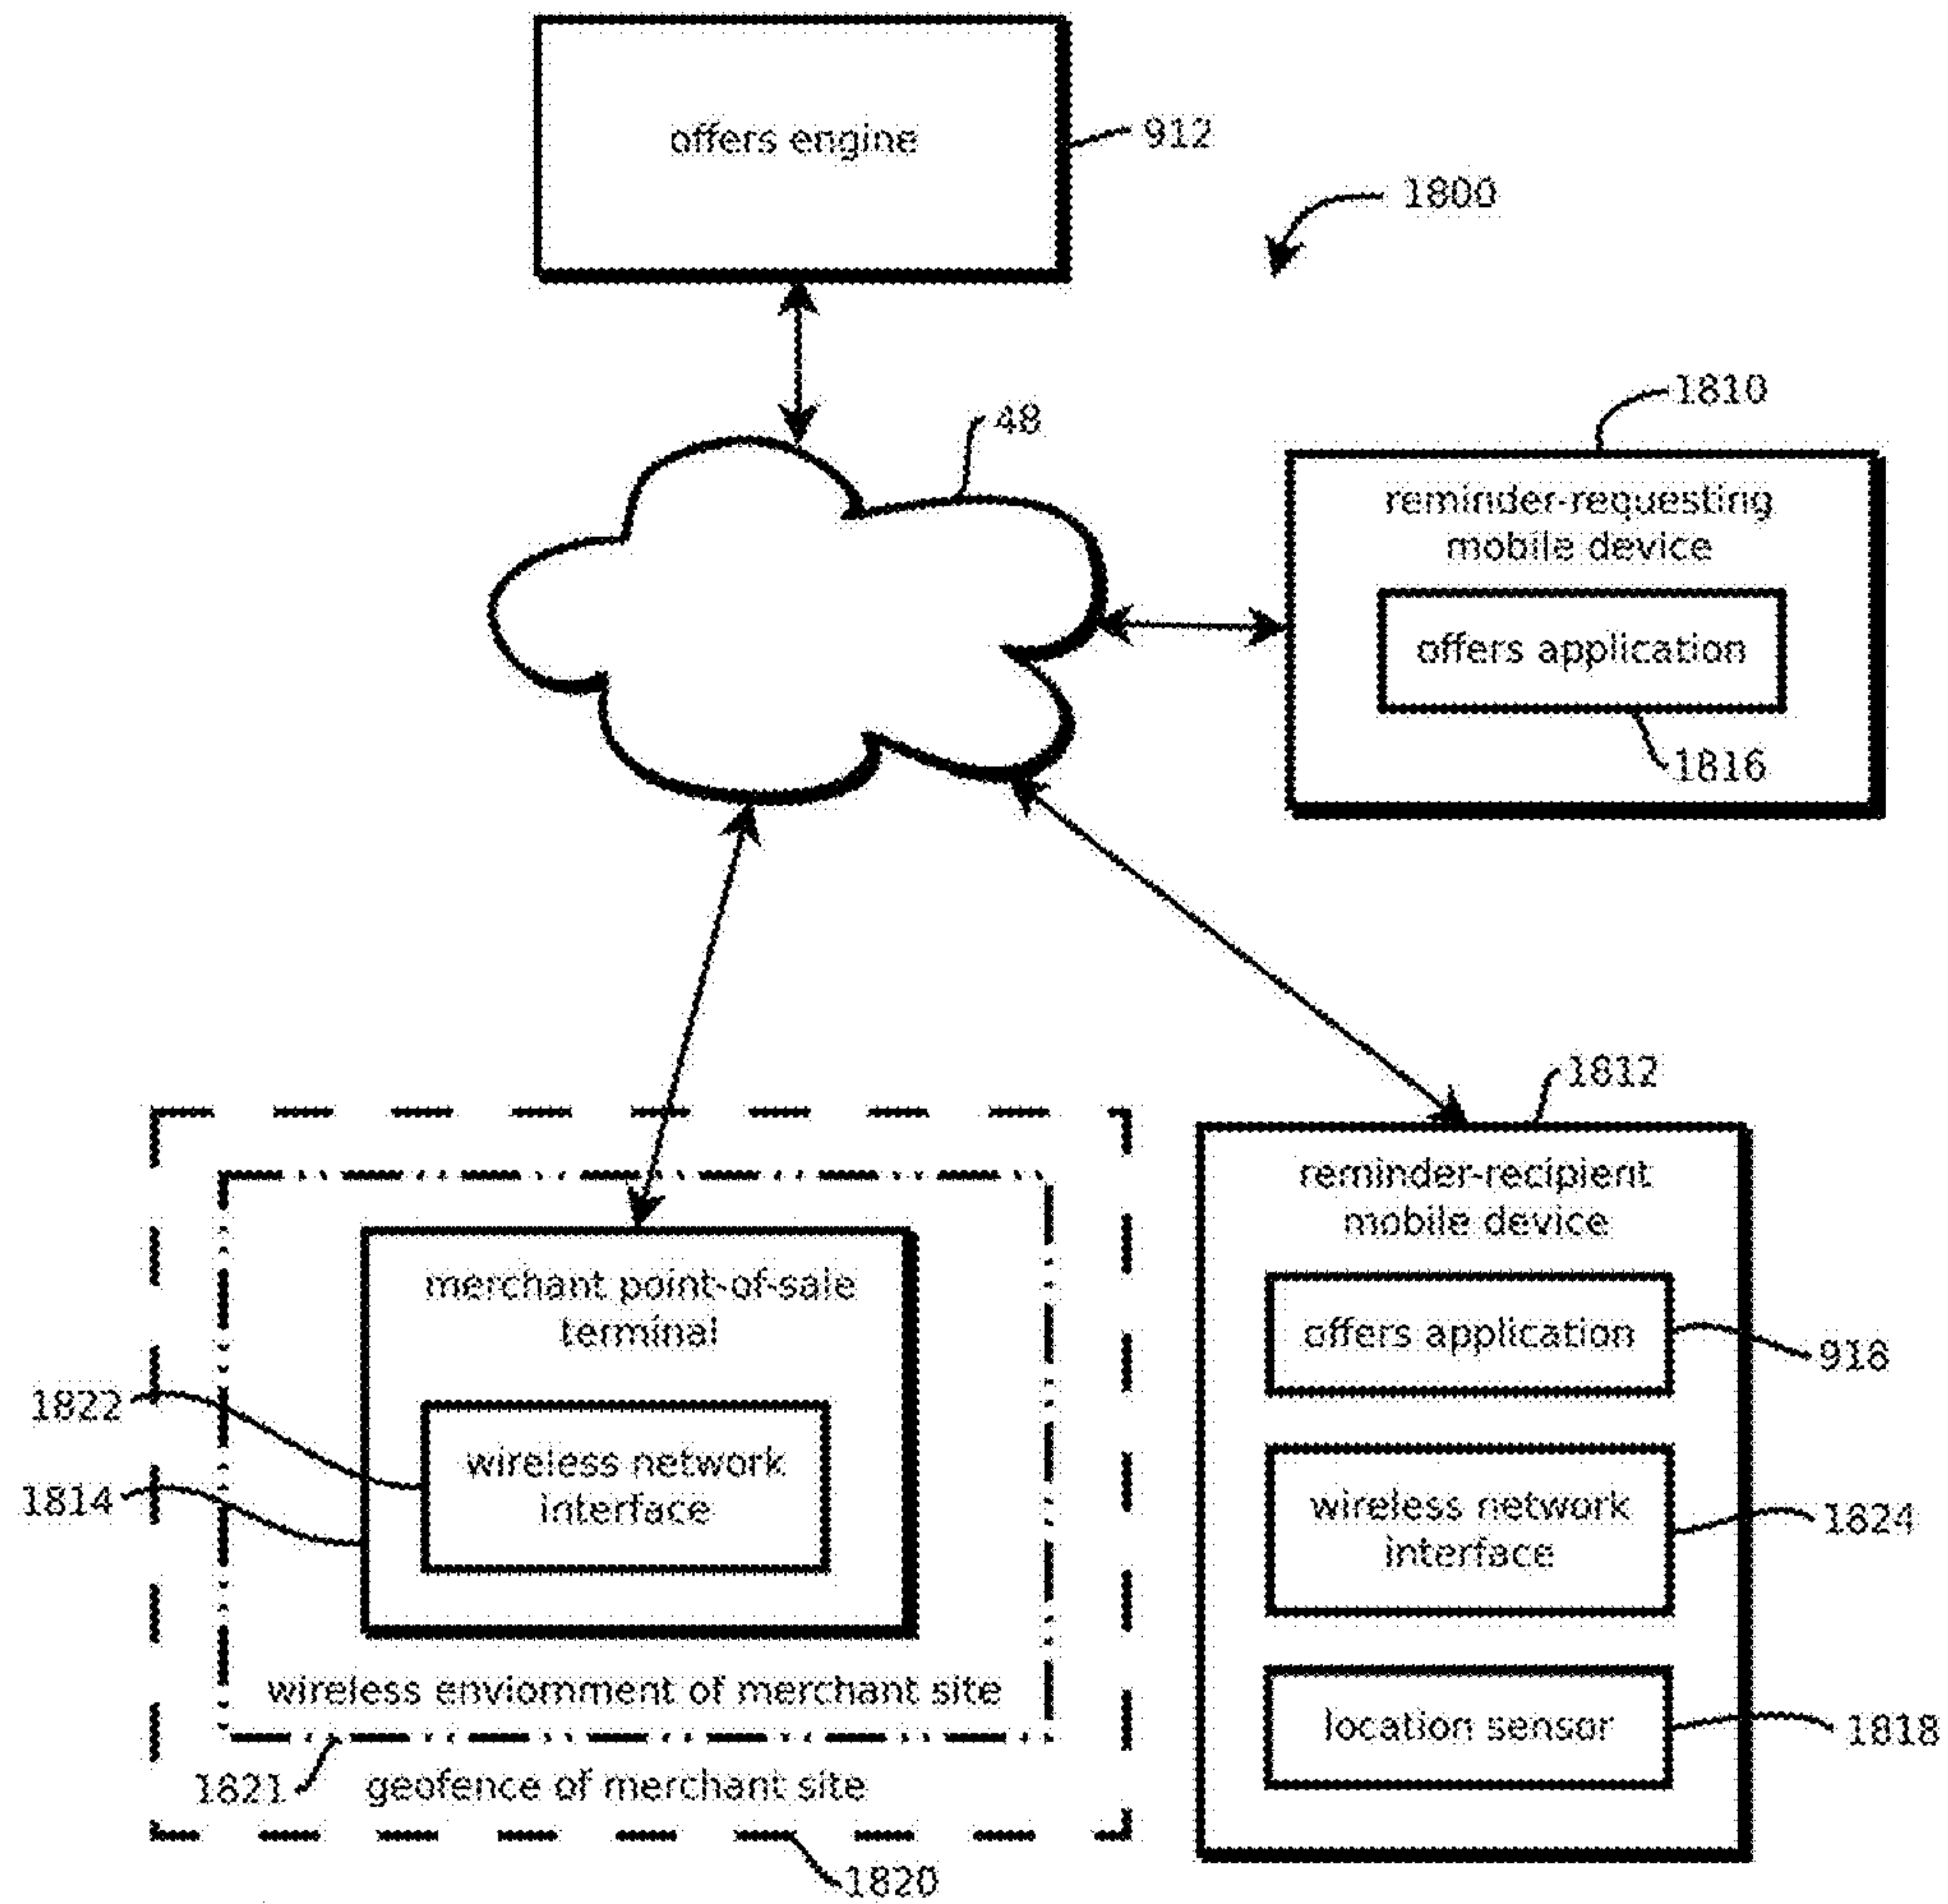 offers engine
912
1800
48
1810
reminder-requesting
mobile device
offers application
1816
1812
reminder-recipient
mobile device
offers application
918
wireless network
interface
1824
location sensor
1818
merchant point-of-sale
terminal
1822
wireless network
interface
1814
wireless enviornment of merchant site
1821
geofence of merchant site
1820